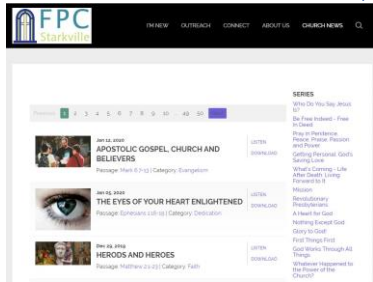 FPC
Starkville
I'M NEW OUTREACH CONNECT ABOUT US CHURCH NEWS
Previous 1 2 3 4 5 6 7 8 9 10 .. 49 50
Jan 12, 2020
APOSTOLIC GOSPEL, CHURCH AND
BELIEVERS
Passage: Mark 6:7-13 | Category: Evangelism
LISTEN
DOWNLOAD
Jan 05, 2020
THE EYES OF YOUR HEART ENLIGHTENED
Passage: Ephesians 1:16-19 | Category: Dedication
LISTEN
DOWNLOAD
Dec 29, 2019
HERODS AND HEROES
Passage: Matthew 2:1-23 | Category: Faith
LISTEN
DOWNLOAD
SERIES
Who Do You Say Jesus
Is?
Be Free Indeed - Free
In Deed
Pray in Penitence,
Peace, Praise, Passion
and Power
Getting Personal: God's
Saving Love
What's Coming - Life
After Death: Living
Forward to It
Mission
Revolutionary
Presbyterians
A Heart for God
Nothing Except God
Glory to God!
First Things First
God Works Through All
Things
Whatever Happened to
the Power of the
Church?